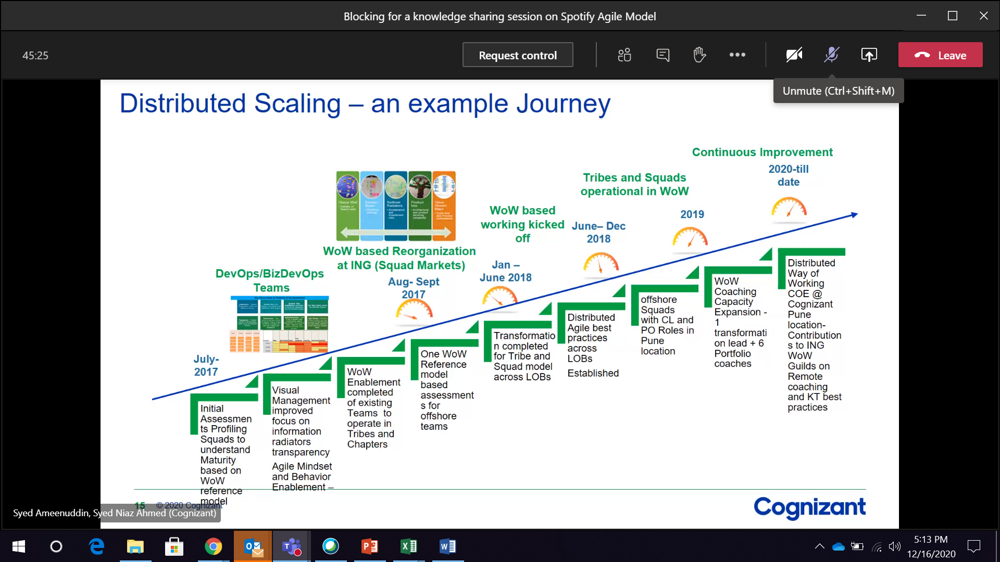 Blocking for a knowledge sharing session on Spotify Agile Model
45:25
Request control
Leave
Unmute (Ctrl+Shift+M)
Distributed Scaling – an example Journey
Continuous Improvement
2020-till
date
Tribes and Squads
operational in WoW
2019
WoW based
working kicked
off
June– Dec
2018
Obeya Wall
Product
tree
Value
Stream
Maps
WoW based Reorganization
at ING (Squad Markets)
Aug- Sept
2017
Jan –
June 2018
DevOps/BizDevOps
Teams
July-
2017
Initial
Assessmen
ts Profiling
Squads to
understand
Maturity
based on
WoW
reference
model
Visual
Management
improved
focus on
information
radiators
transparency
Agile Mindset
and Behavior
Enablement –
WoW
Enablement
completed
of existing
Teams to
operate in
Tribes and
Chapters
One WoW
Reference
model
based
assessment
s for
offshore
teams
Transformatio
n completed
for Tribe and
Squad model
across LOBs
Distributed
Agile best
practices
across
LOBs
Established
offshore
Squads
with CL and
PO Roles in
Pune
location
WoW
Coaching
Capacity
Expansion -
1
transformati
on lead + 6
Portfolio
coaches
Distributed
Way of
Working
COE @
Cognizant
Pune
location-
Contribution
s to ING
WoW
Guilds on
Remote
coaching
and KT best
practices
15 © 2020 Cognizant
Cognizant
Syed Ameenuddin, Syed Niaz Ahmed (Cognizant)
5:13 PM
12/16/2020